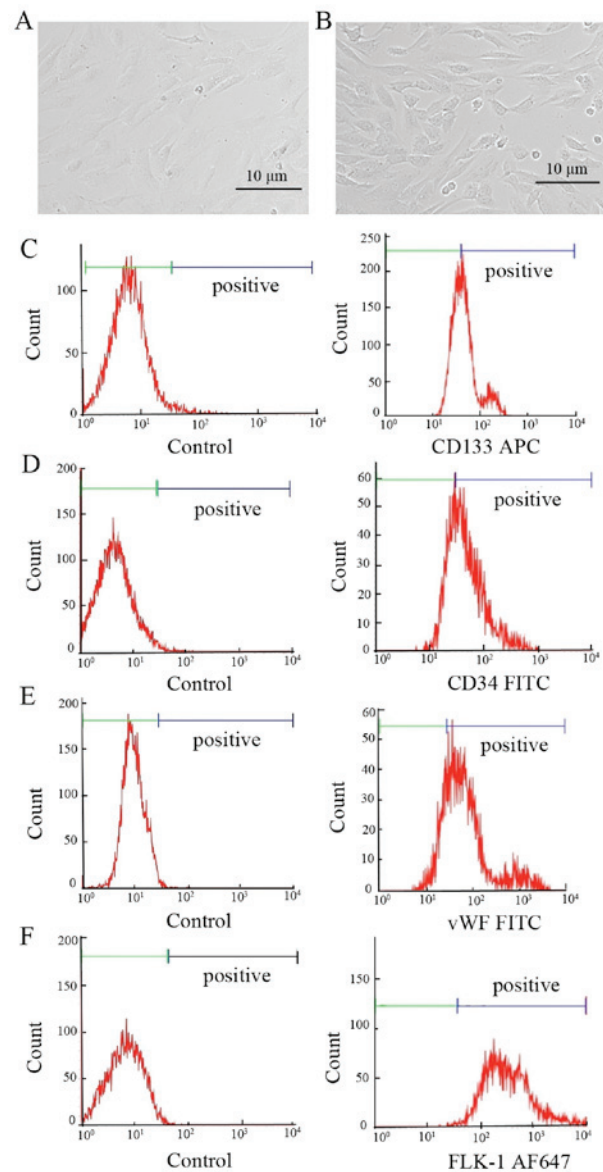 A
B
10 μm
10 μm
C
100
50
0
Count
positive
10⁰
10¹
10²
10³
10⁴
Control
250
200
150
100
50
0
Count
positive
10⁰
10¹
10²
10³
10⁴
CD133 APC
D
200
150
100
50
0
Count
positive
10⁰
10¹
10²
10³
10⁴
Control
60
50
40
30
20
10
0
Count
positive
10⁰
10¹
10²
10³
10⁴
CD34 FITC
E
200
150
100
50
0
Count
positive
10⁰
10¹
10²
10³
10⁴
Control
60
50
40
30
20
10
0
Count
positive
10⁰
10¹
10²
10³
10⁴
vWF FITC
F
200
150
100
50
0
Count
positive
10⁰
10¹
10²
10³
10⁴
Control
150
100
50
0
Count
positive
10⁰
10¹
10²
10³
10⁴
FLK-1 AF647